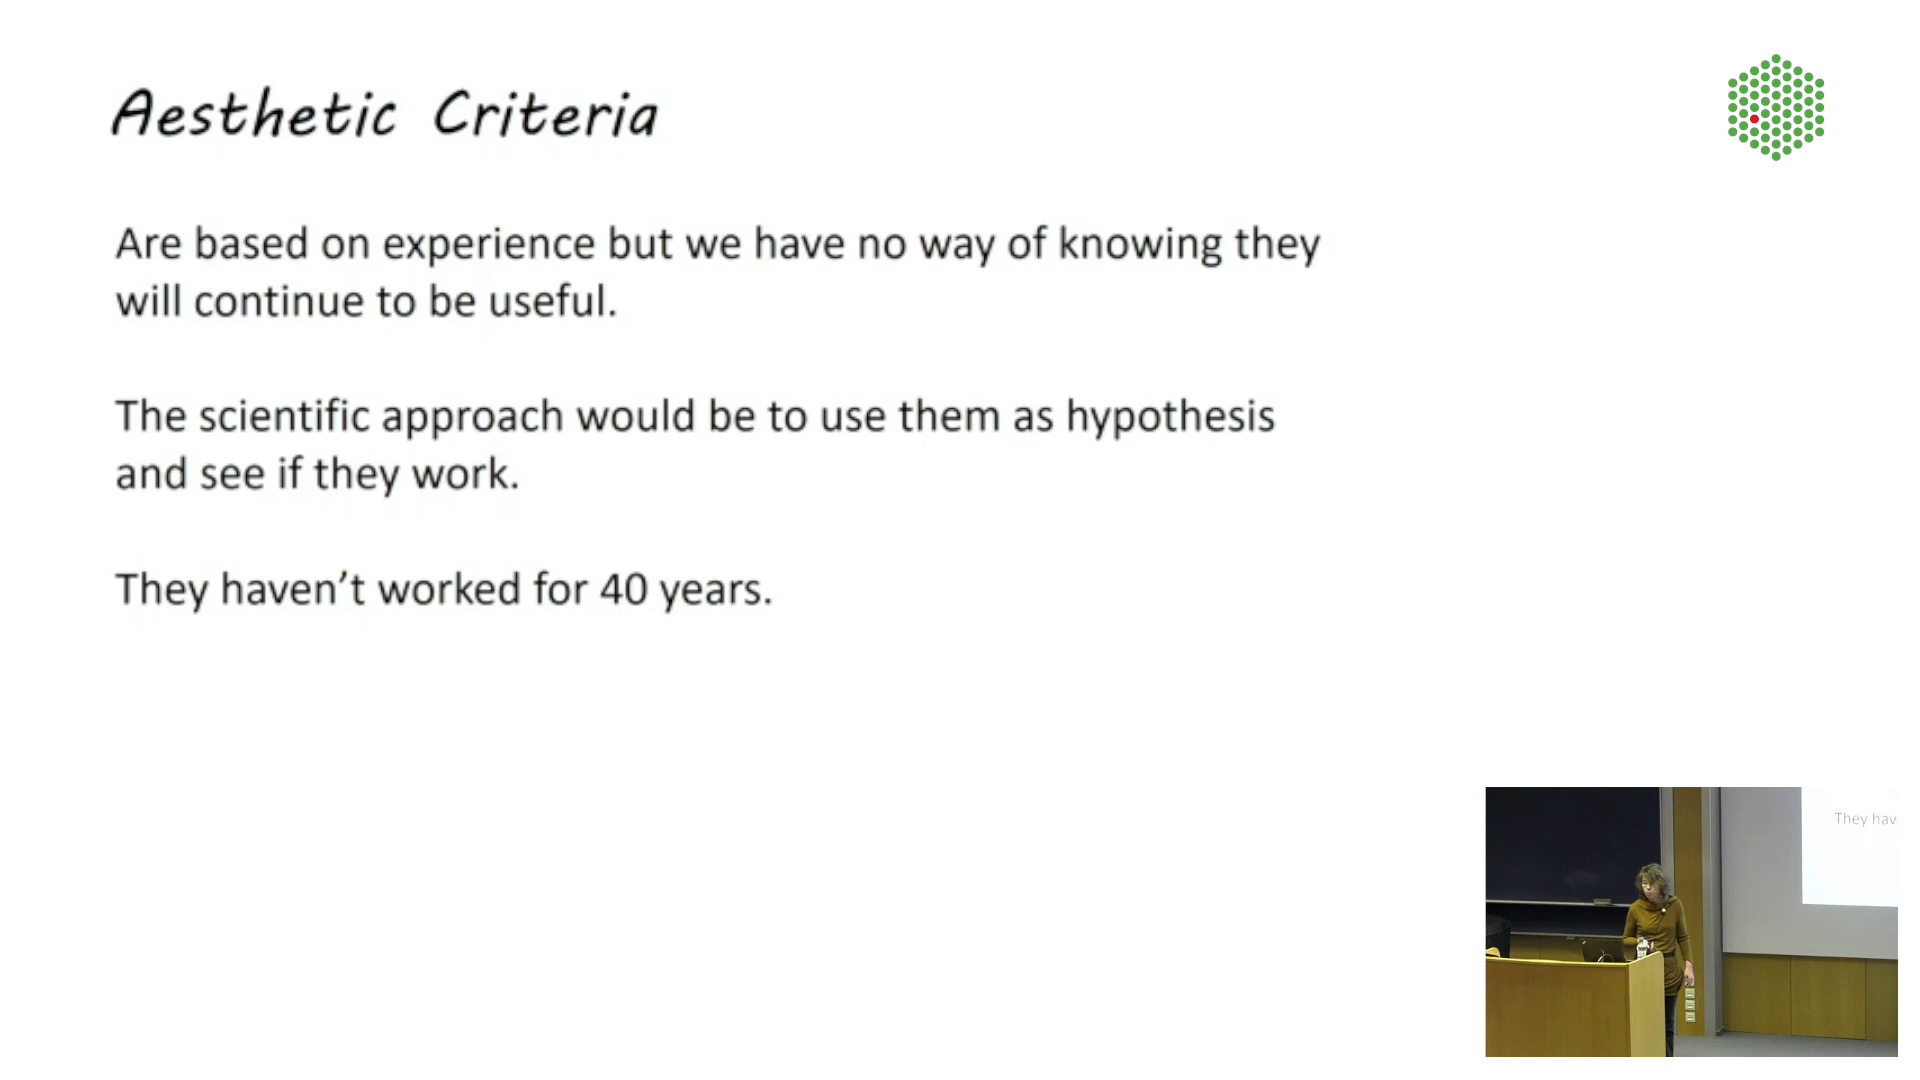 Aesthetic Criteria
Are based on experience but we have no way of knowing they
will continue to be useful.
The scientific approach would be to use them as hypothesis
and see if they work.
They haven’t worked for 40 years.
They hav